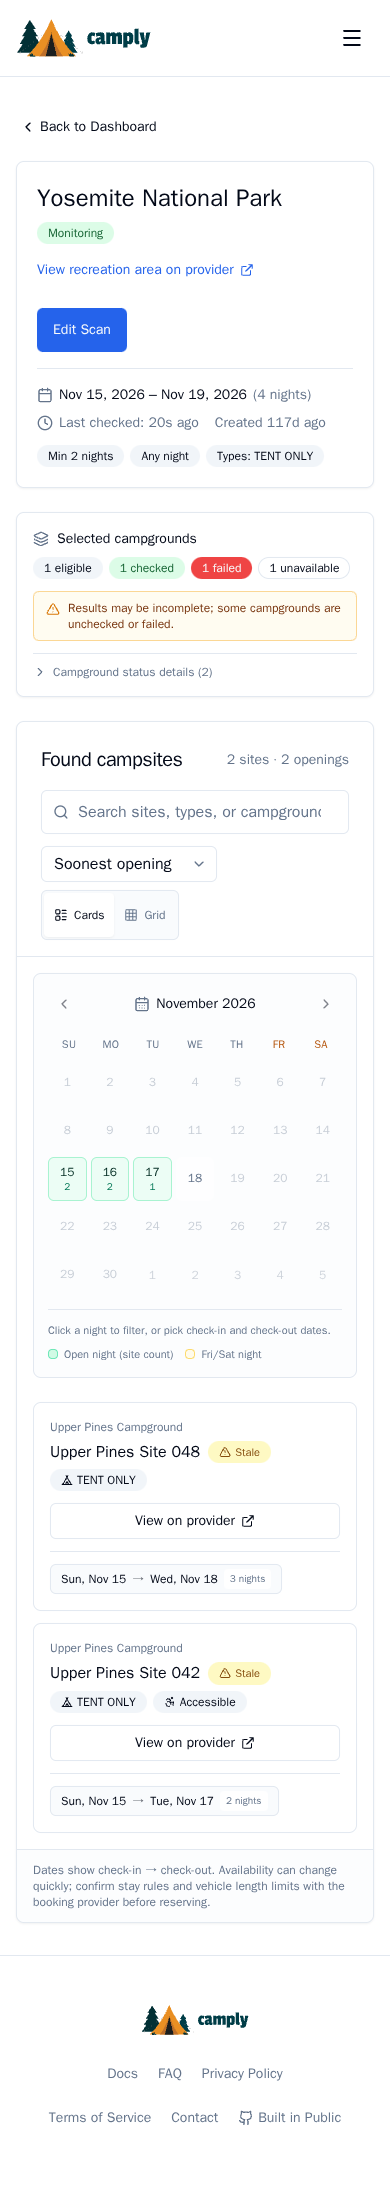 camply
Back to Dashboard
Yosemite National Park
Monitoring
View recreation area on provider
Edit Scan
Nov 15, 2026 – Nov 19, 2026 (4 nights)
Last checked: 20s ago Created 117d ago
Min 2 nights Any night Types: TENT ONLY
Selected campgrounds
1 eligible 1 checked 1 failed 1 unavailable
Results may be incomplete; some campgrounds are
unchecked or failed.
Campground status details (2)
Found campsites 2 sites · 2 openings
Search sites, types, or campground
Soonest opening
Cards Grid
November 2026
SU MO TU WE TH FR SA
1 2 3 4 5 6 7
8 9 10 11 12 13 14
15 16 17 18 19 20 21
2 2 1
22 23 24 25 26 27 28
29 30 1 2 3 4 5
Click a night to filter, or pick check-in and check-out dates.
Open night (site count) Fri/Sat night
Upper Pines Campground
Upper Pines Site 048 Stale
TENT ONLY
View on provider
Sun, Nov 15 → Wed, Nov 18 3 nights
Upper Pines Campground
Upper Pines Site 042 Stale
TENT ONLY Accessible
View on provider
Sun, Nov 15 → Tue, Nov 17 2 nights
Dates show check-in → check-out. Availability can change
quickly; confirm stay rules and vehicle length limits with the
booking provider before reserving.
camply
Docs FAQ Privacy Policy
Terms of Service Contact Built in Public